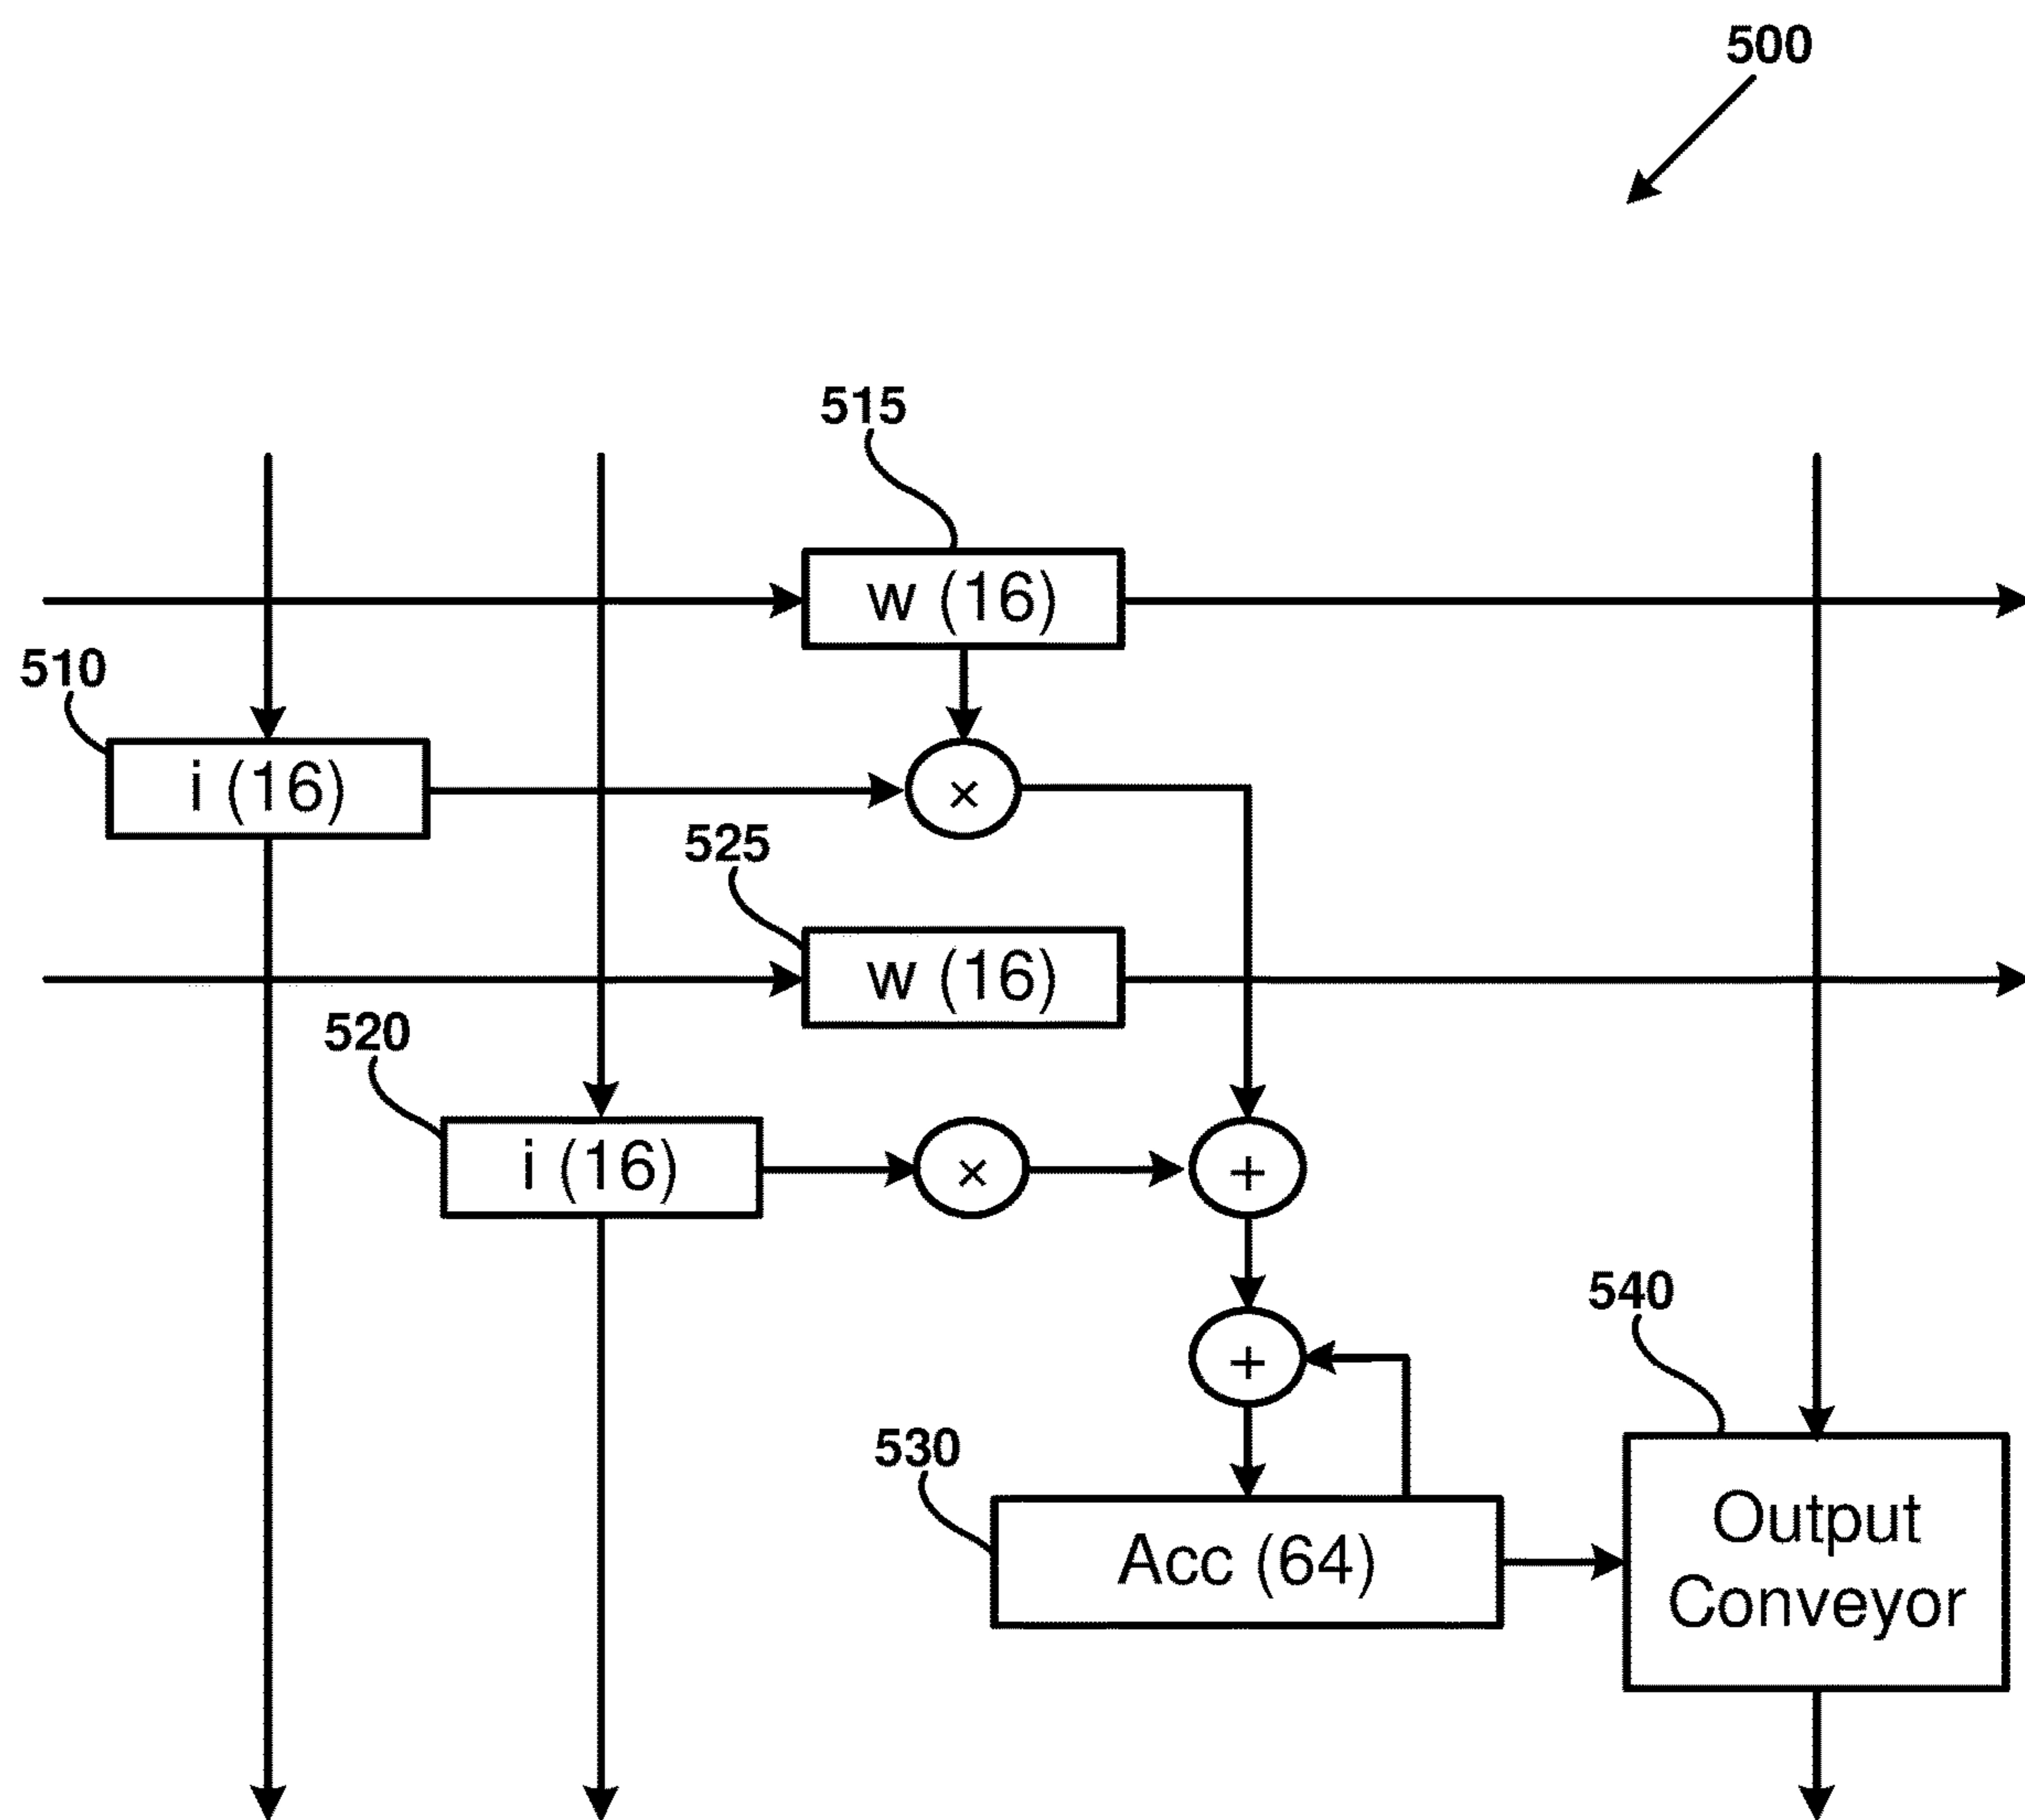 500
515
w (16)
510
i (16)
×
525
w (16)
520
i (16)
×
+
+
540
530
Acc (64)
Output
Conveyor